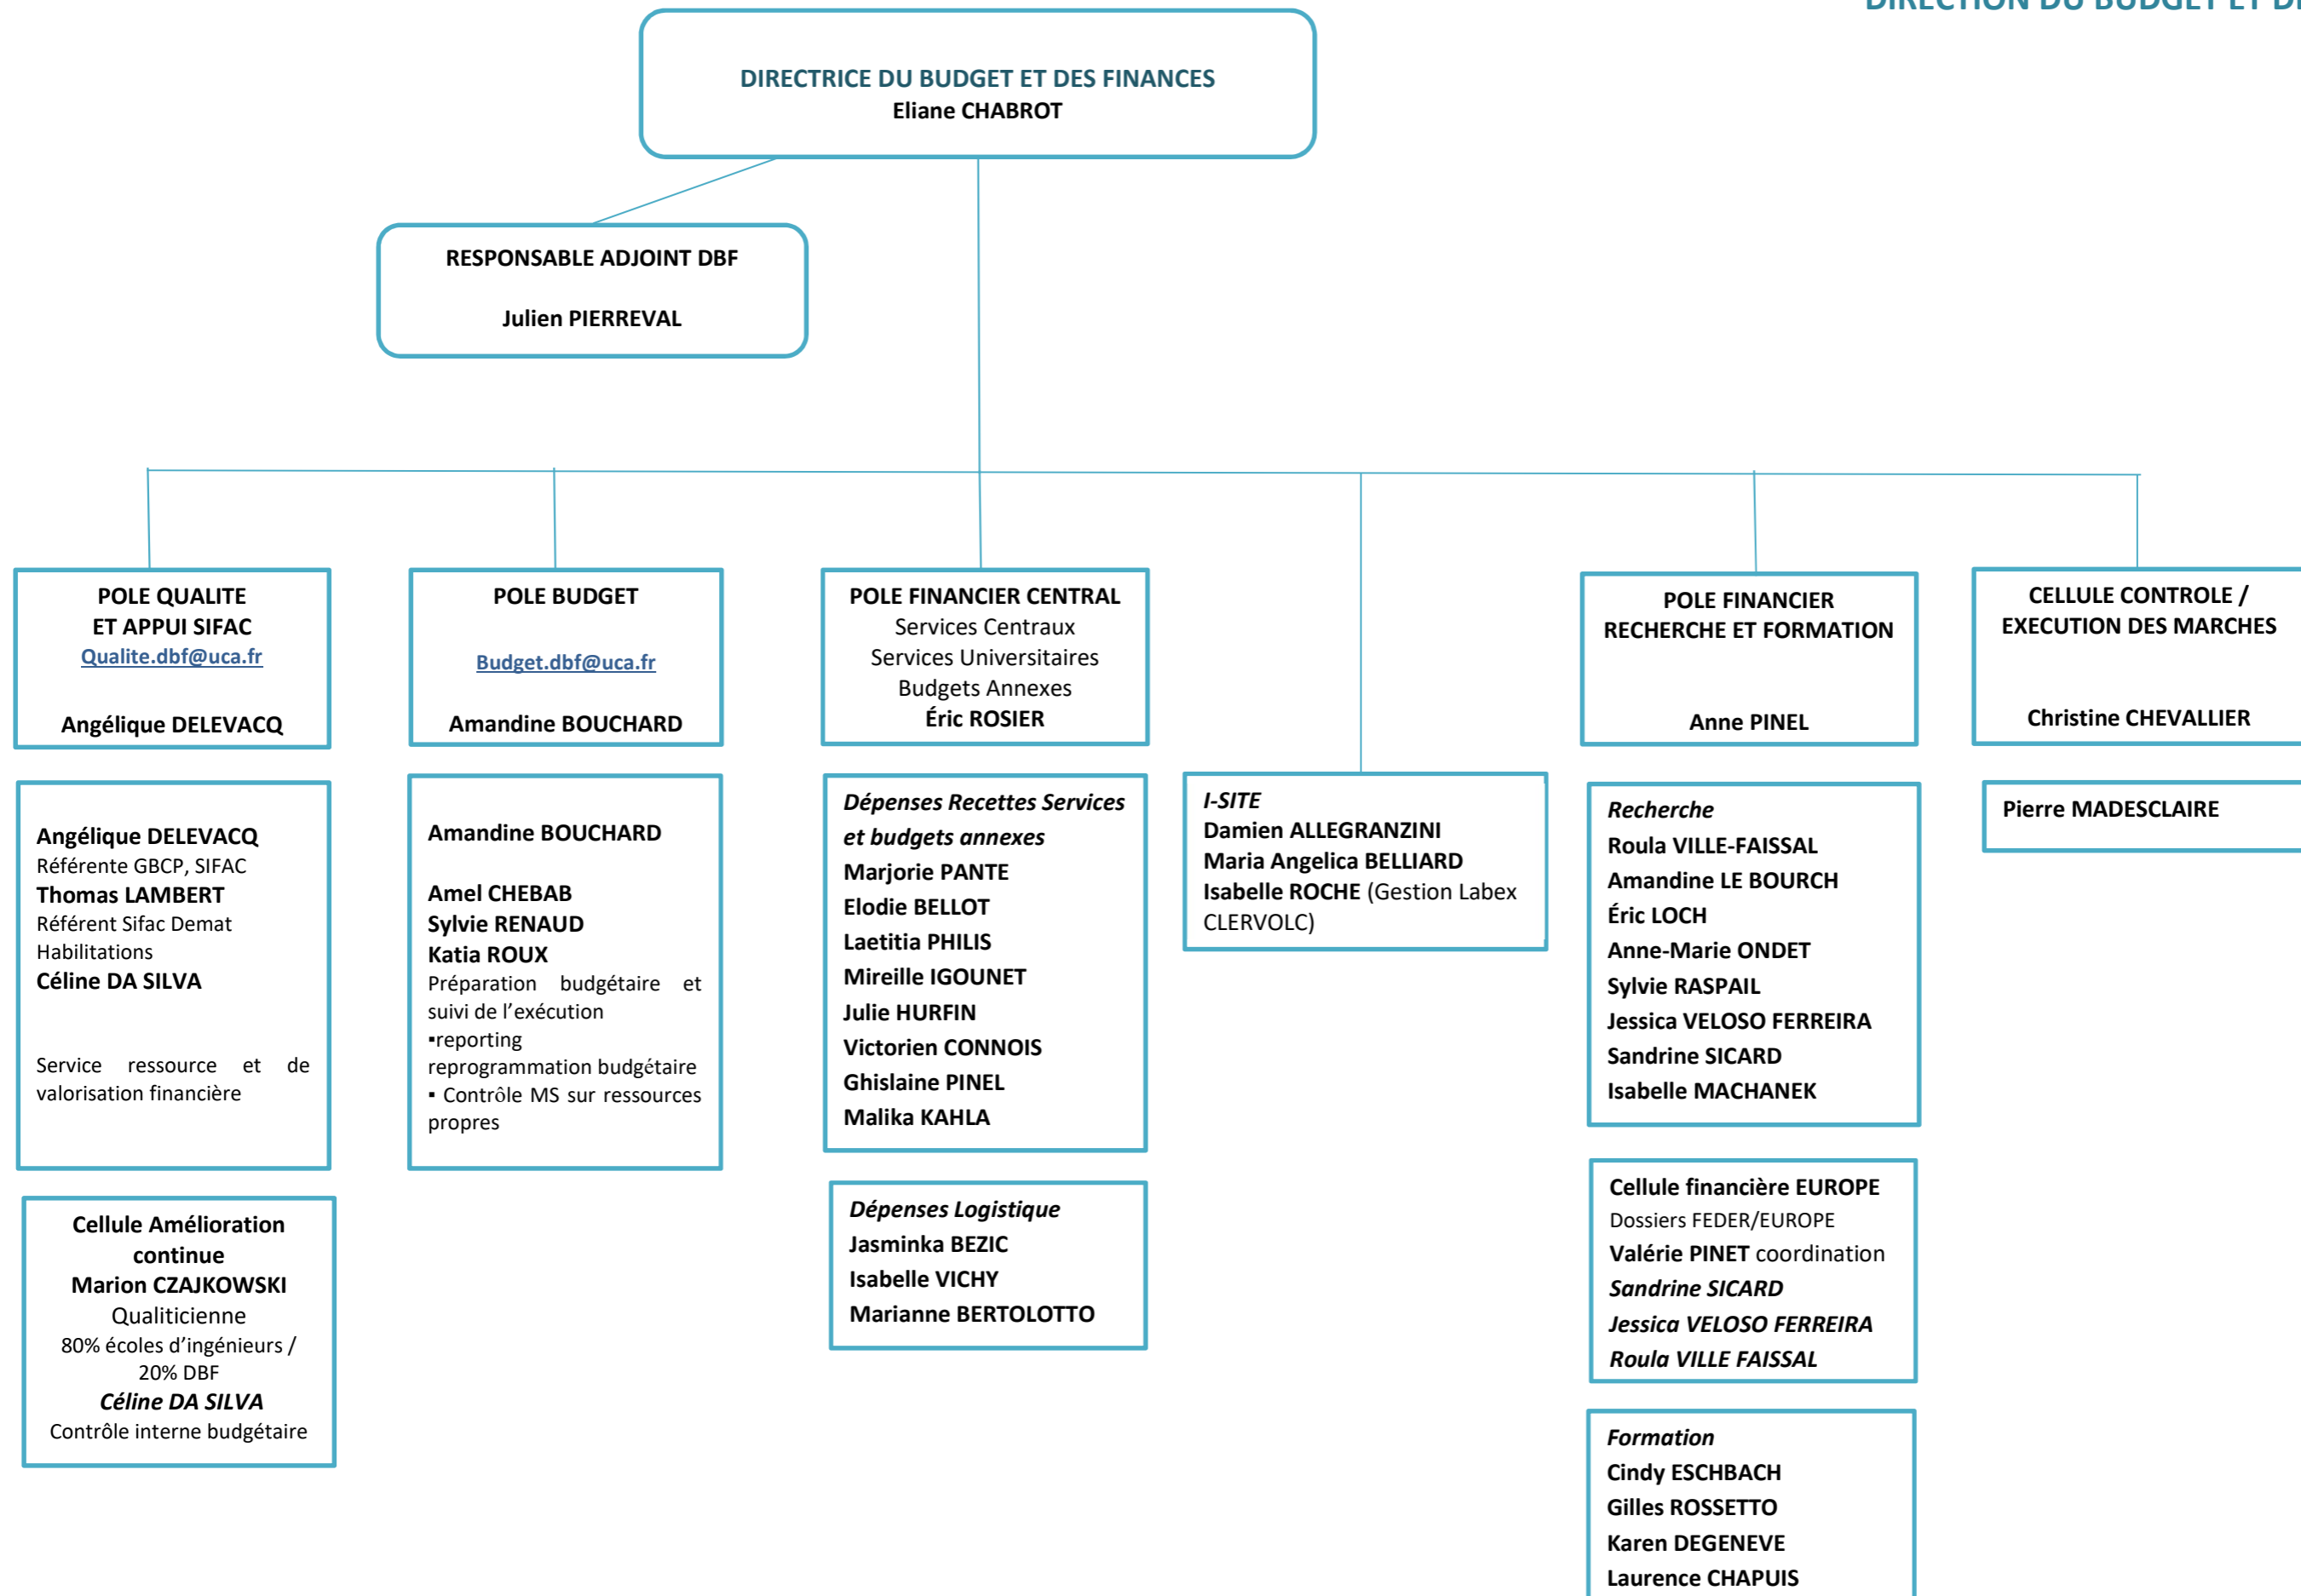 DIRECTION DU BUDGET ET
DIRECTRICE DU BUDGET ET DES FINANCES
Eliane CHABROT
RESPONSABLE ADJOINT DBF
Julien PIERREVAL
POLE QUALITE
ET APPUI SIFAC
Qualite.dbf@uca.fr
Angélique DELEVACQ
POLE BUDGET
Budget.dbf@uca.fr
Amandine BOUCHARD
POLE FINANCIER CENTRAL
Services Centraux
Services Universitaires
Budgets Annexes
Éric ROSIER
POLE FINANCIER
RECHERCHE ET FORMATION
Anne PINEL
CELLULE CONTROLE /
EXECUTION DES MARCHES
Christine CHEVALLIER
Angélique DELEVACQ
Référente GBCP, SIFAC
Thomas LAMBERT
Référent Sifac Demat
Habilitations
Céline DA SILVA
Service ressource et de
valorisation financière
Cellule Amélioration
continue
Marion CZAJKOWSKI
Qualiticienne
80% écoles d’ingénieurs /
20% DBF
Céline DA SILVA
Contrôle interne budgétaire
Amandine BOUCHARD
Amel CHEBAB
Sylvie RENAUD
Katia ROUX
Préparation budgétaire et
suivi de l’exécution
▪reporting
reprogrammation budgétaire
▪ Contrôle MS sur ressources
propres
Dépenses Recettes Services
et budgets annexes
Marjorie PANTE
Elodie BELLOT
Laetitia PHILIS
Mireille IGOUNET
Julie HURFIN
Victorien CONNOIS
Ghislaine PINEL
Malika KAHLA
Dépenses Logistique
Jasminka BEZIC
Isabelle VICHY
Marianne BERTOLOTTO
I-SITE
Damien ALLEGRANZINI
Maria Angelica BELLIARD
Isabelle ROCHE (Gestion Labex
CLERVOLC)
Recherche
Roula VILLE-FAISSAL
Amandine LE BOURCH
Éric LOCH
Anne-Marie ONDET
Sylvie RASPAIL
Jessica VELOSO FERREIRA
Sandrine SICARD
Isabelle MACHANEK
Cellule financière EUROPE
Dossiers FEDER/EUROPE
Valérie PINET coordination
Sandrine SICARD
Jessica VELOSO FERREIRA
Roula VILLE FAISSAL
Formation
Cindy ESCHBACH
Gilles ROSSETTO
Karen DEGENEVE
Laurence CHAPUIS
Pierre MADESCLAIRE